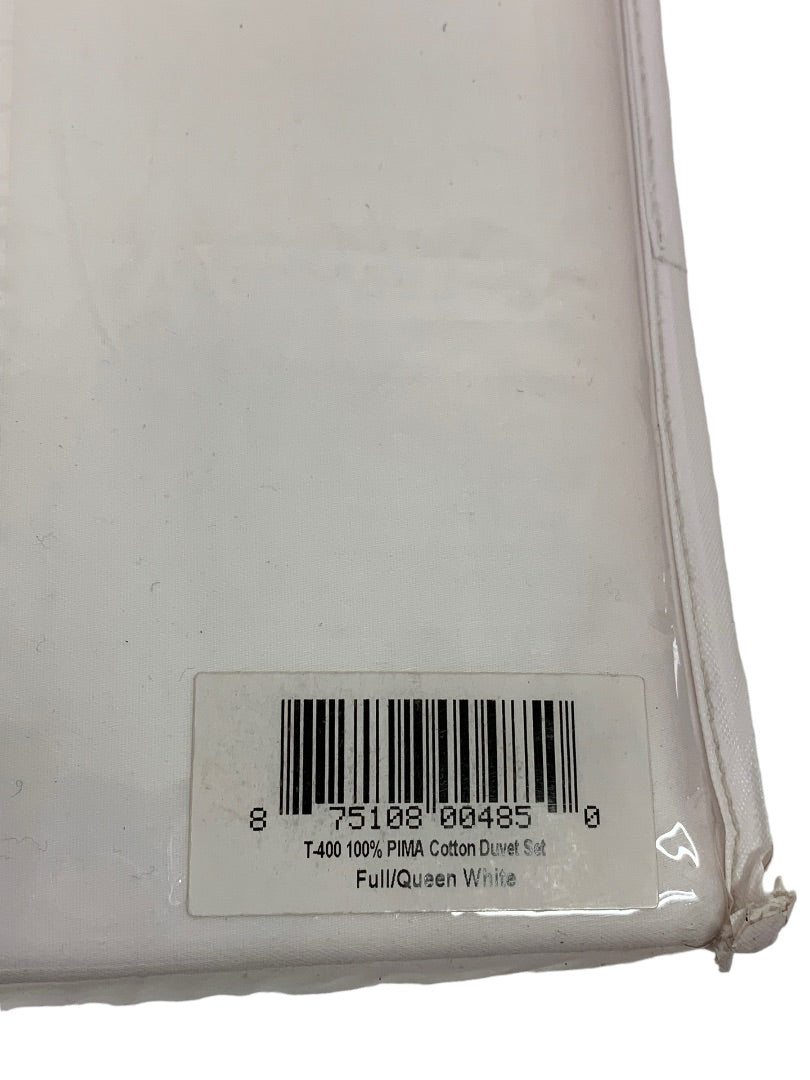 8 75108 00485 0
T-400 100% PIMA Cotton Duvet Set
Full/Queen White